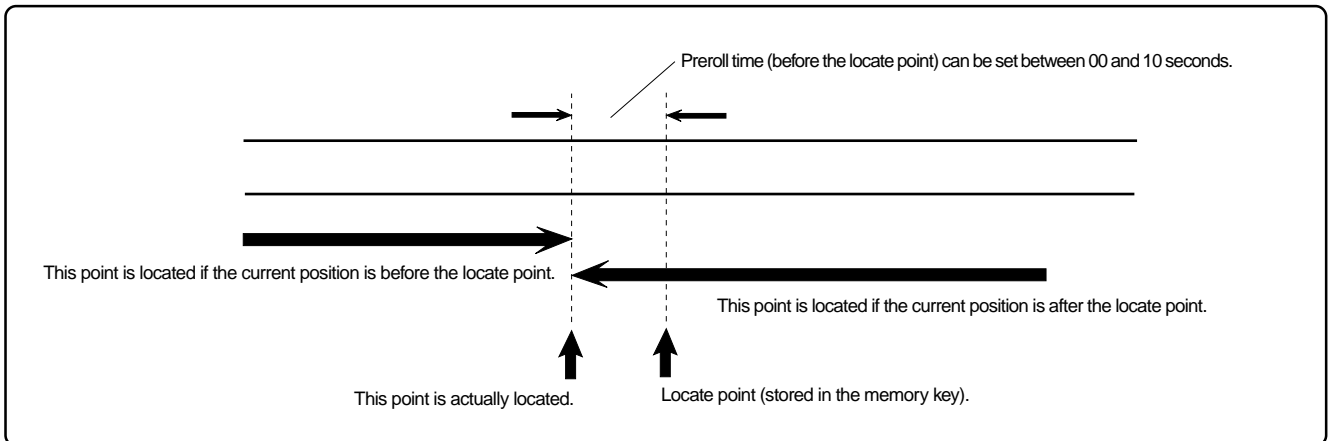 Preroll time (before the locate point) can be set between 00 and 10 seconds.
This point is located if the current position is before the locate point.
This point is located if the current position is after the locate point.
This point is actually located.
Locate point (stored in the memory key).